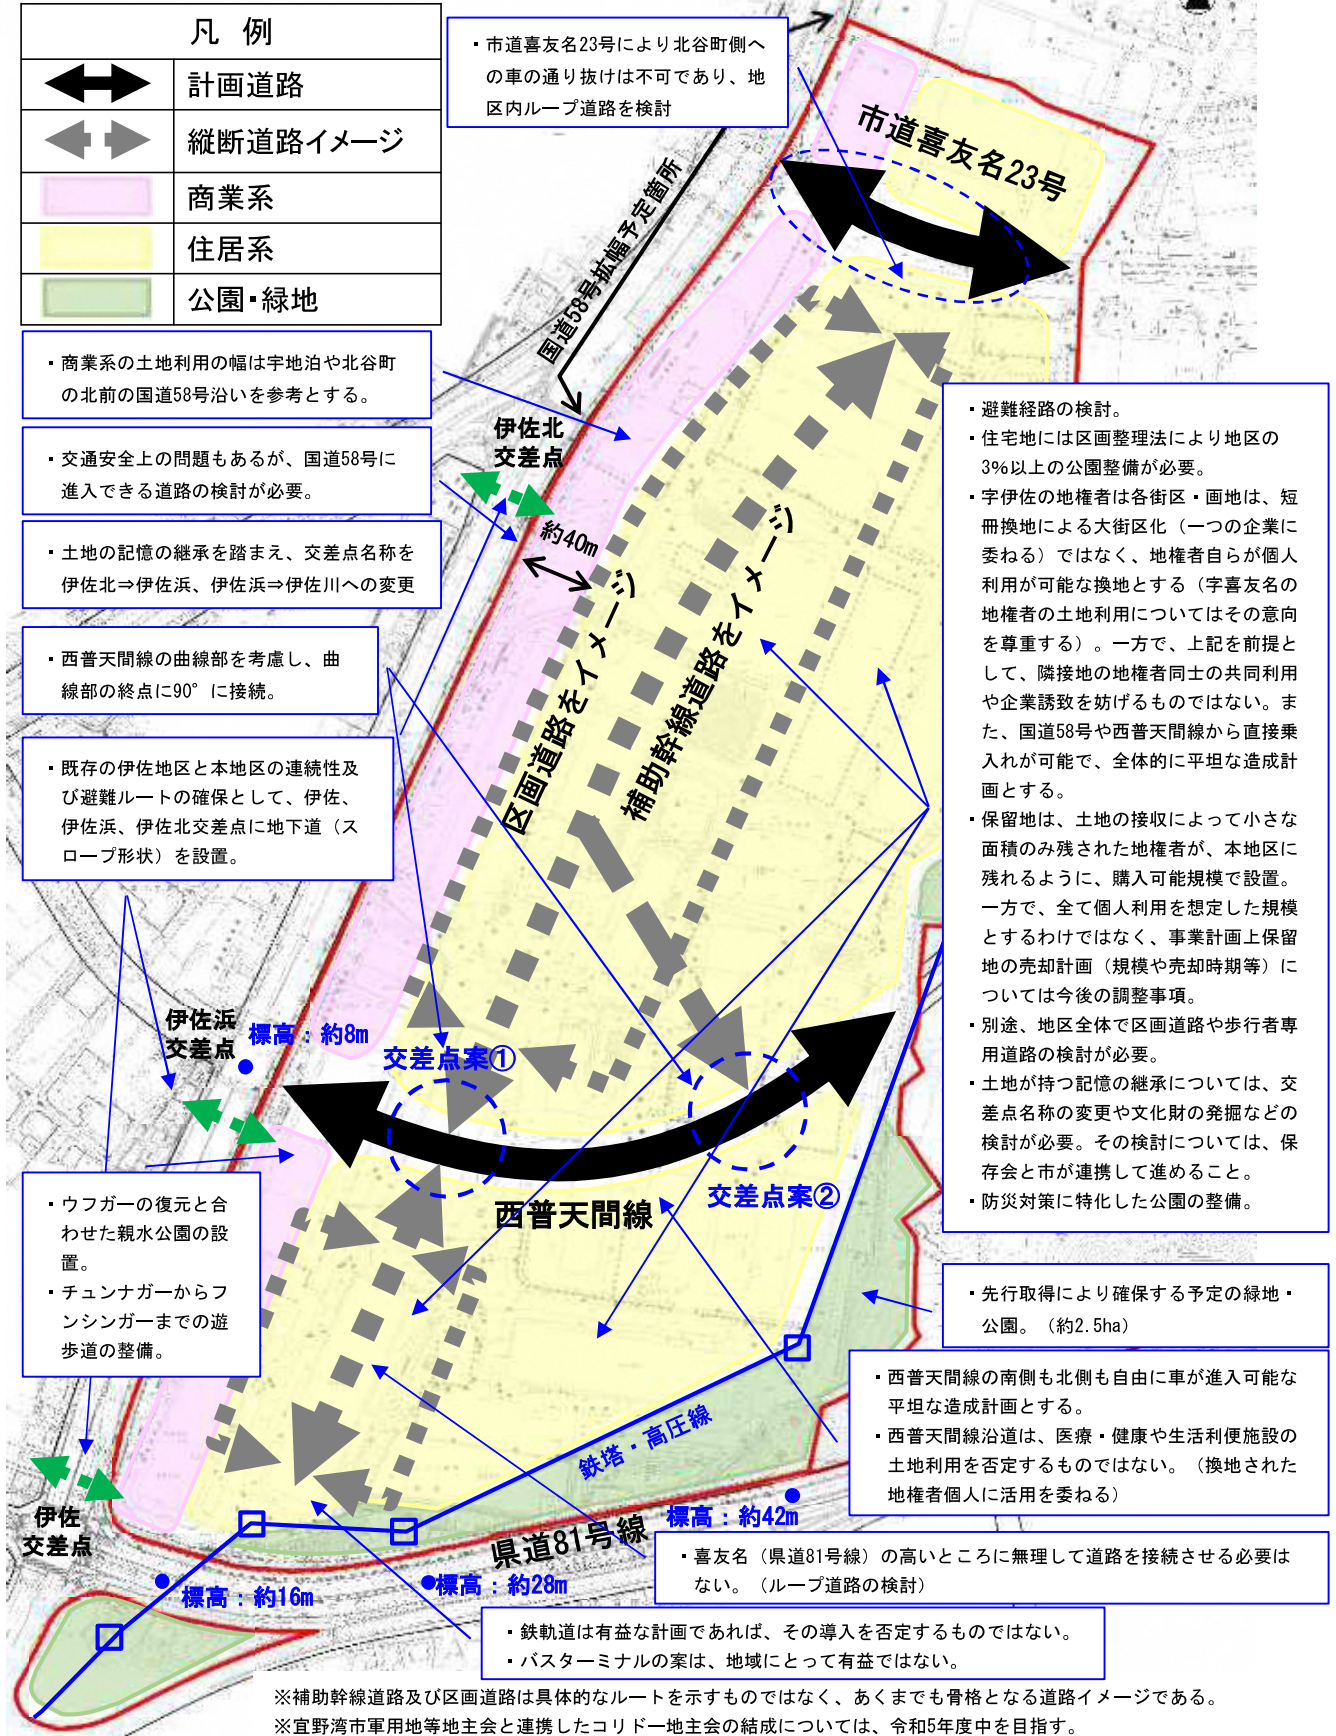 凡 例
計画道路
縦断道路イメージ
商業系
住居系
公園・緑地
・市道喜友名23号により北谷町側へ
の車の通り抜けは不可であり、地
区内ループ道路を検討
市道喜友名23号
国道58号拡幅予定箇所
・商業系の土地利用の幅は宇地泊や北谷町
の北前の国道58号沿いを参考とする。
・交通安全上の問題もあるが、国道58号に
進入できる道路の検討が必要。
・土地の記憶の継承を踏まえ、交差点名称を
伊佐北⇒伊佐浜、伊佐浜⇒伊佐川への変更
・西普天間線の曲線部を考慮し、曲
線部の終点に90°に接続。
・既存の伊佐地区と本地区の連続性及
び避難ルートの確保として、伊佐、
伊佐浜、伊佐北交差点に地下道（ス
ロープ形状）を設置。
伊佐北
交差点
約40m
区画道路をイメージ
補助幹線道路をイメージ
・避難経路の検討。
・住宅地には区画整理法により地区の
3%以上の公園整備が必要。
・字伊佐の地権者は各街区・画地は、短
冊換地による大街区化（一つの企業に
委ねる）ではなく、地権者自らが個人
利用が可能な換地とする（字喜友名の
地権者の土地利用についてはその意向
を尊重する）。一方で、上記を前提と
して、隣接地の地権者同士の共同利用
や企業誘致を妨げるものではない。ま
た、国道58号や西普天間線から直接乗
入れが可能で、全体的に平坦な造成計
画とする。
・保留地は、土地の接収によって小さな
面積のみ残された地権者が、本地区に
残れるように、購入可能規模で設置。
一方で、全て個人利用を想定した規模
とするわけではなく、事業計画上保留
地の売却計画（規模や売却時期等）に
ついては今後の調整事項。
・別途、地区全体で区画道路や歩行者専
用道路の検討が必要。
・土地が持つ記憶の継承については、交
差点名称の変更や文化財の発掘などの
検討が必要。その検討については、保
存会と市が連携して進めること。
・防災対策に特化した公園の整備。
伊佐浜
交差点
標高：約8m
交差点案①
交差点案②
西普天間線
・ウフガーの復元と合
わせた親水公園の設
置。
・チュンナガーからフ
ンシンガーまでの遊
歩道の整備。
・先行取得により確保する予定の緑地・
公園。（約2.5ha）
・西普天間線の南側も北側も自由に車が進入可能な
平坦な造成計画とする。
・西普天間線沿道は、医療・健康や生活利便施設の
土地利用を否定するものではない。（換地された
地権者個人に活用を委ねる）
鉄塔・高圧線
伊佐
交差点
標高：約42m
県道81号線
標高：約28m
標高：約16m
・喜友名（県道81号線）の高いところに無理して道路を接続させる必要は
ない。（ループ道路の検討）
・鉄軌道は有益な計画であれば、その導入を否定するものではない。
・バスターミナルの案は、地域にとって有益ではない。
※補助幹線道路及び区画道路は具体的なルートを示すものではなく、あくまでも骨格となる道路イメージである。
※宜野湾市軍用地等地主会と連携したコリドー地主会の結成については、令和5年度中を目指す。